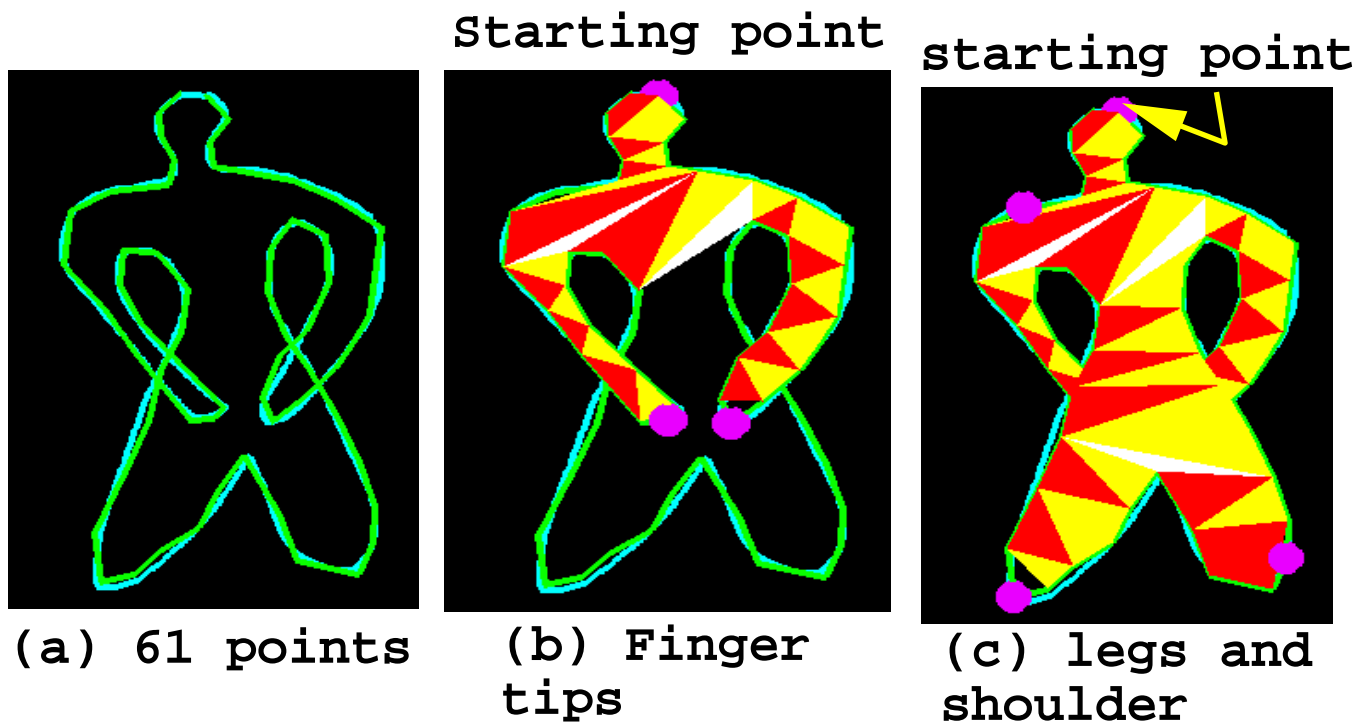 Starting point
starting point
(a) 61 points
(b) Finger
tips
(c) legs and
shoulder